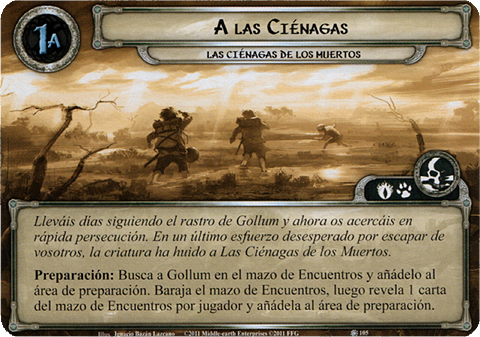 1A
A las Ciénagas
Las Ciénagas de los Muertos
Lleváis días siguiendo el rastro de Gollum y ahora os acercáis en
rápida persecución. En un último esfuerzo desesperado por escapar de
vosotros, la criatura ha huido a Las Ciénagas de los Muertos.
Preparación: Busca a Gollum en el mazo de Encuentros y añádelo al
área de preparación. Baraja el mazo de Encuentros, luego revela 1 carta
del mazo de Encuentros por jugador y añádela al área de preparación.
Illus. Ignacio Bazán Lazcano ©2011 Middle-earth Enterprises ©2011 FFG 105